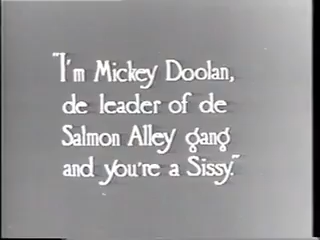 "I'm Mickey Doolan,
de leader of de
Salmon Alley gang
and you're a Sissy."